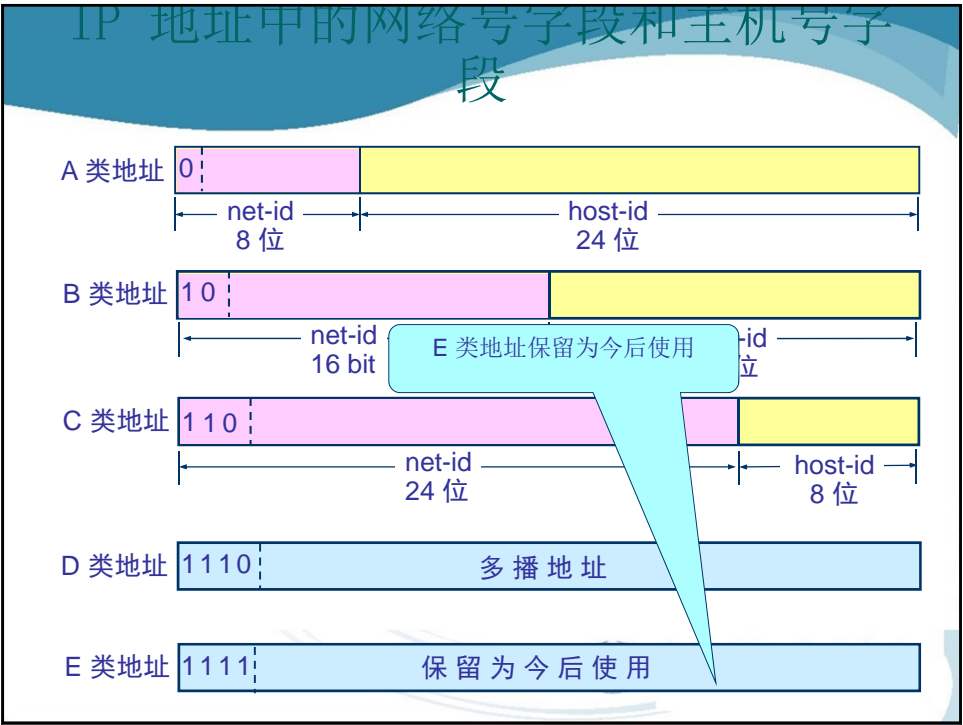 IP 地址中的网络号字段和主机号字
段
A 类地址
0
net-id
8 位
host-id
24 位
B 类地址
1 0
net-id
16 bit
-id
位
E 类地址保留为今后使用
C 类地址
1 1 0
net-id
24 位
host-id
8 位
D 类地址
1 1 1 0
多 播 地 址
E 类地址
1 1 1 1
保 留 为 今 后 使 用